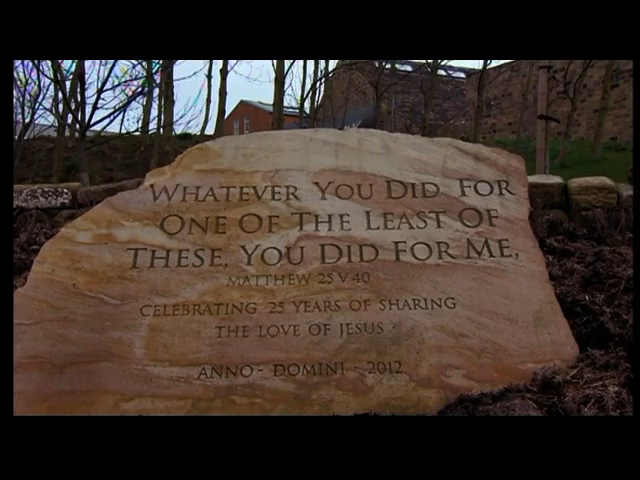 WHATEVER YOU DID FOR
ONE OF THE LEAST OF
THESE, YOU DID FOR ME,
MATTHEW 25 V 40
CELEBRATING 25 YEARS OF SHARING
THE LOVE OF JESUS
ANNO - DOMINI - 2012